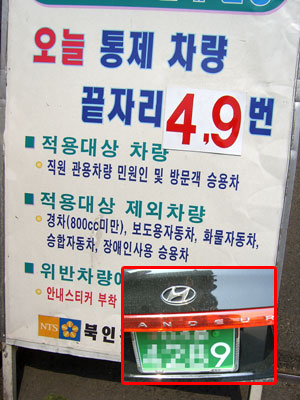 오늘 통제 차량
끝자리 4,9 번
■ 적용대상 차량
직원 관용차량 민원인 및 방문객 승용차
■ 적용대상 제외차량
경차(800cc미만), 보도용자동차, 화물자동차,
승합자동차, 장애인사용 승용차
■ 위반차량에
안내스티커 부착
NTS 북인
9